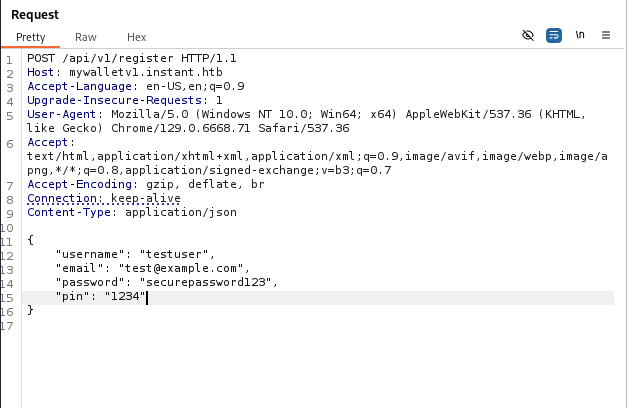 Request
Pretty Raw Hex \n
1 POST /api/v1/register HTTP/1.1
2 Host: mywalletv1.instant.htb
3 Accept-Language: en-US,en;q=0.9
4 Upgrade-Insecure-Requests: 1
5 User-Agent: Mozilla/5.0 (Windows NT 10.0; Win64; x64) AppleWebKit/537.36 (KHTML,
like Gecko) Chrome/129.0.6668.71 Safari/537.36
6 Accept:
text/html,application/xhtml+xml,application/xml;q=0.9,image/avif,image/webp,image/a
png,*/*;q=0.8,application/signed-exchange;v=b3;q=0.7
7 Accept-Encoding: gzip, deflate, br
8 Connection: keep-alive
9 Content-Type: application/json
10
11 {
12 "username": "testuser",
13 "email": "test@example.com",
14 "password": "securepassword123",
15 "pin": "1234"
16 }
17